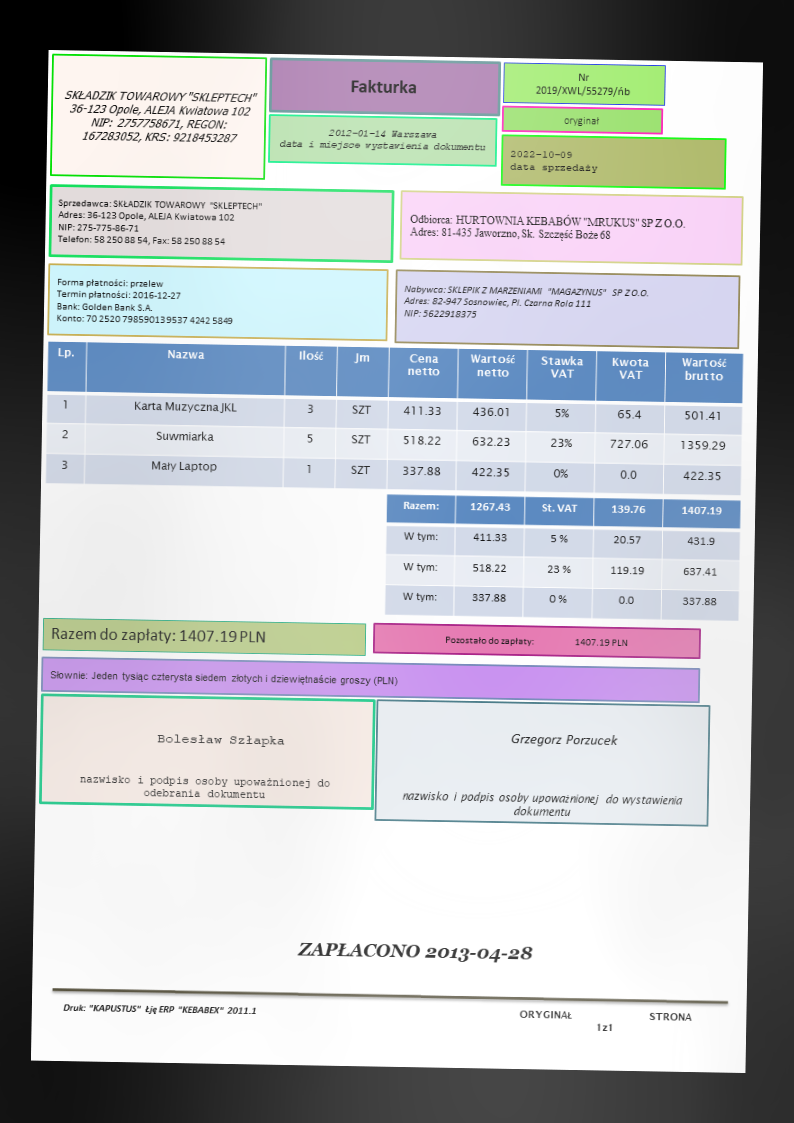 SKŁADZIK TOWAROWY "SKLEPTECH"
36-123 Opole, ALEJA Kwiatowa 102
NIP: 2757758671, REGON:
167283052, KRS: 9218453287
Fakturka
2012-01-14 Warszawa
data i miejsce wystawienia dokumentu
Nr
2019/XWL/55279/ńb
oryginał
2022-10-09
data sprzedaży
Sprzedawca: SKŁADZIK TOWAROWY "SKLEPTECH"
Adres: 36-123 Opole, ALEJA Kwiatowa 102
NIP: 275-775-86-71
Telefon: 58 250 88 54, Fax: 58 250 88 54
Odbiorca: HURTOWNIA KEBABÓW "MRUKUS" SP Z O.O.
Adres: 81-435 Jaworzno, Sk. Szczęść Boże 68
Forma płatności: przelew
Termin płatności: 2016-12-27
Bank: Golden Bank S.A.
Konto: 70 2520 798590139537 4242 5849
Nabywca: SKLEPIK Z MARZENIAMI "MAGAZYNUS" SP Z O.O.
Adres: 82-947 Sosnowiec, Pl. Czarna Rola 111
NIP: 5622918375
Lp. Nazwa Ilość Jm Cena netto Wartość netto Stawka VAT Kwota VAT Wartość brutto
1 Karta Muzyczna JKL 3 SZT 411.33 436.01 5% 65.4 501.41
2 Suwmiarka 5 SZT 518.22 632.23 23% 727.06 1359.29
3 Mały Laptop 1 SZT 337.88 422.35 0% 0.0 422.35
Razem: 1267.43 St. VAT 139.76 1407.19
W tym: 411.33 5 % 20.57 431.9
W tym: 518.22 23 % 119.19 637.41
W tym: 337.88 0 % 0.0 337.88
Razem do zapłaty: 1407.19 PLN
Pozostało do zapłaty: 1407.19 PLN
Słownie: Jeden tysiąc czterysta siedem złotych i dziewiętnaście groszy (PLN)
Bolesław Szłapka
nazwisko i podpis osoby upoważnionej do
odebrania dokumentu
Grzegorz Porzucek
nazwisko i podpis osoby upoważnionej do wystawienia
dokumentu
ZAPŁACONO 2013-04-28
Druk: "KAPUSTUS" Łję ERP "KEBABEX" 2011.1
ORYGINAŁ STRONA
1 z 1